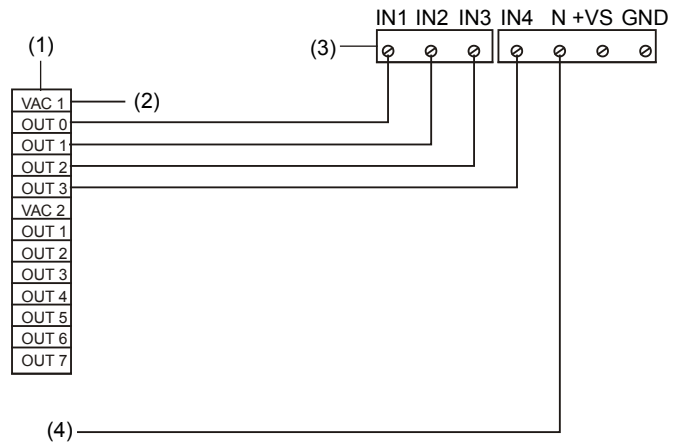 IN1 IN2 IN3 IN4 N +VS GND
(1)
(3)
VAC 1
(2)
OUT 0
OUT 1
OUT 2
OUT 3
VAC 2
OUT 1
OUT 2
OUT 3
OUT 4
OUT 5
OUT 6
OUT 7
(4)